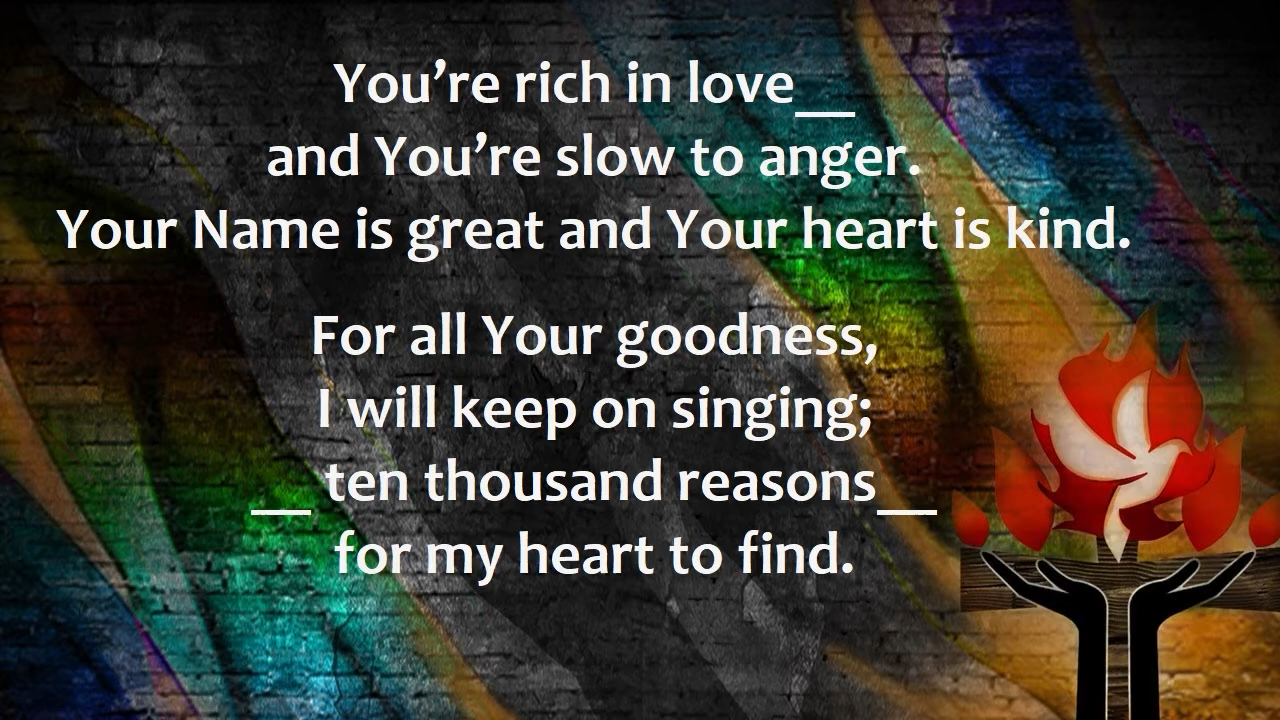 You’re rich in love__
and You’re slow to anger.
Your Name is great and Your heart is kind.
For all Your goodness,
I will keep on singing;
__ ten thousand reasons__
for my heart to find.